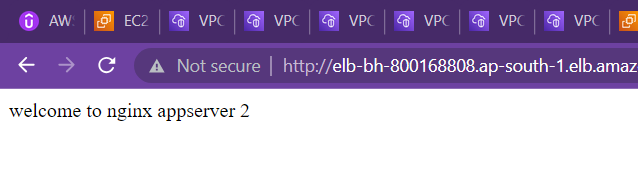 AWS EC2 VPC VPC VPC VPC VPC VPC
Not secure | http://elb-bh-800168808.ap-south-1.elb.amaz
welcome to nginx appserver 2